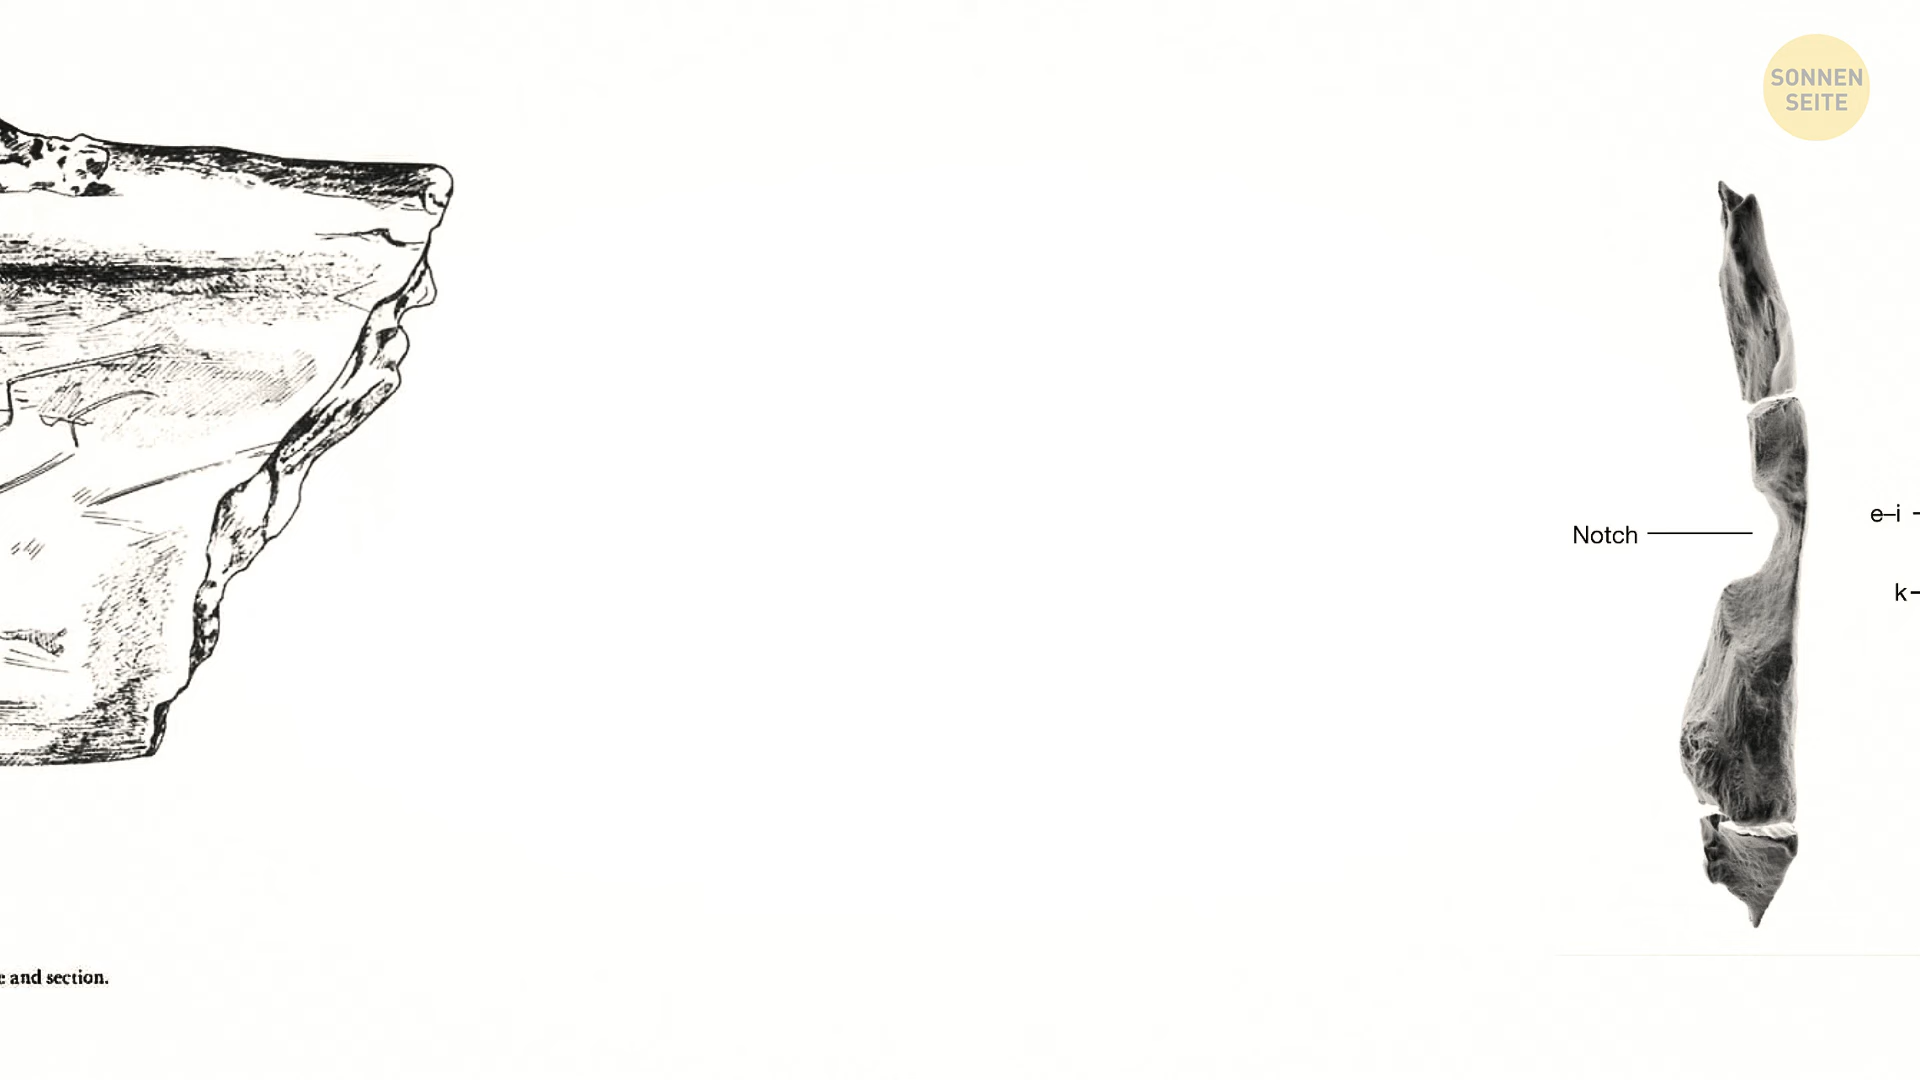 SONNEN
SEITE
Notch
e–i
k
and section.